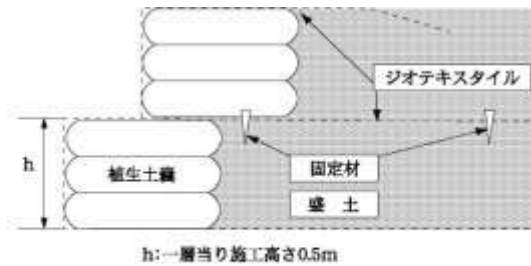 ジオテキスタイル
h
植生土嚢
固定材
盛 土
h:一層当り施工高さ0.5m